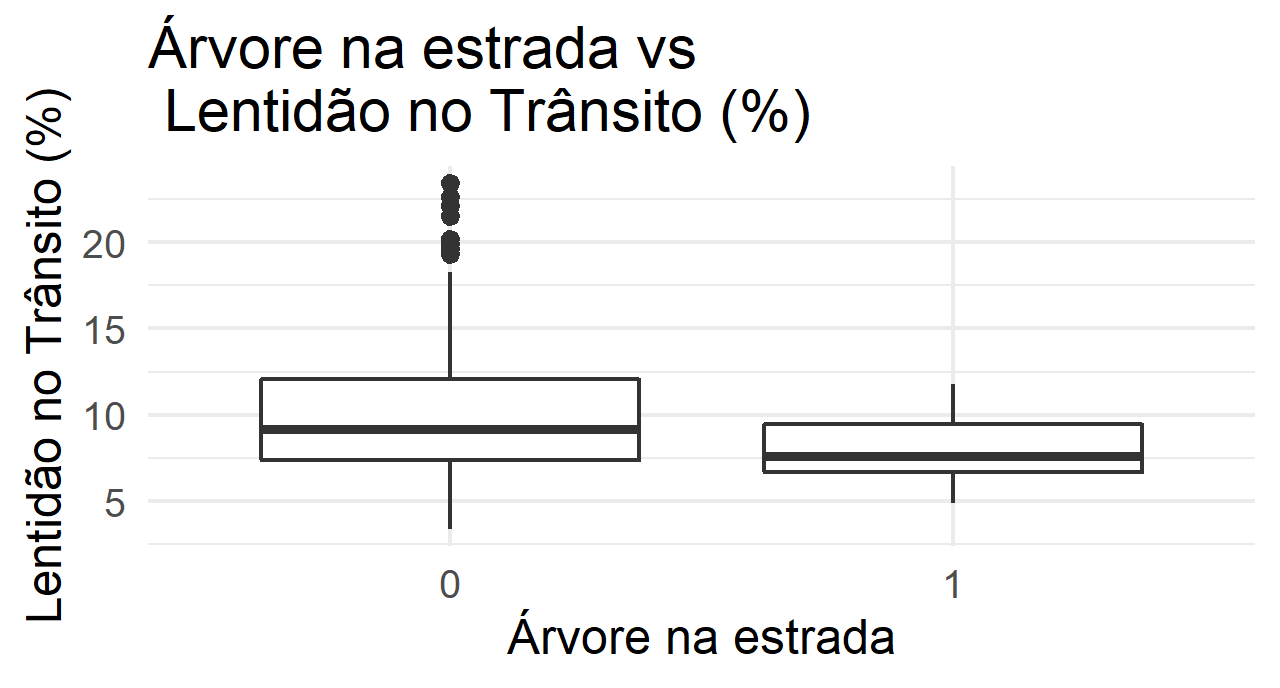 Árvore na estrada vs
Lentidão no Trânsito (%)
Lentidão no Trânsito (%)
20
15
10
5
0
1
Árvore na estrada